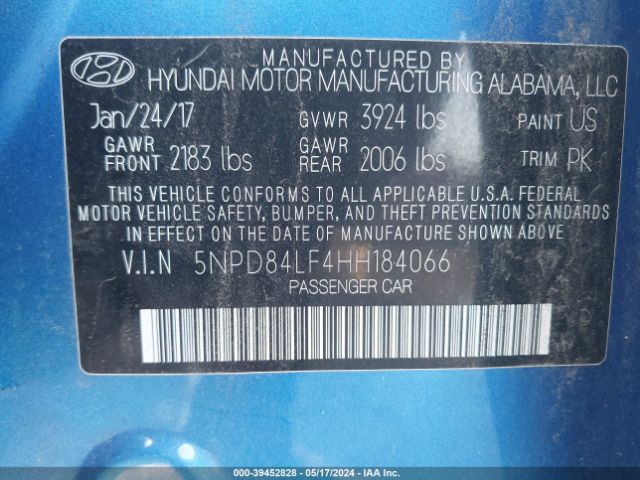 MANUFACTURED BY
HYUNDAI MOTOR MANUFACTURING ALABAMA, LLC
Jan/24/17 GVWR 3924 lbs PAINT US
GAWR FRONT 2183 lbs GAWR REAR 2006 lbs TRIM PK
THIS VEHICLE CONFORMS TO ALL APPLICABLE U.S.A. FEDERAL
MOTOR VEHICLE SAFETY, BUMPER, AND THEFT PREVENTION STANDARDS
IN EFFECT ON THE DATE OF MANUFACTURE SHOWN ABOVE.
V.I.N 5NPD84LF4HH184066
PASSENGER CAR
000-39452828 - 05/17/2024 - IAA Inc.